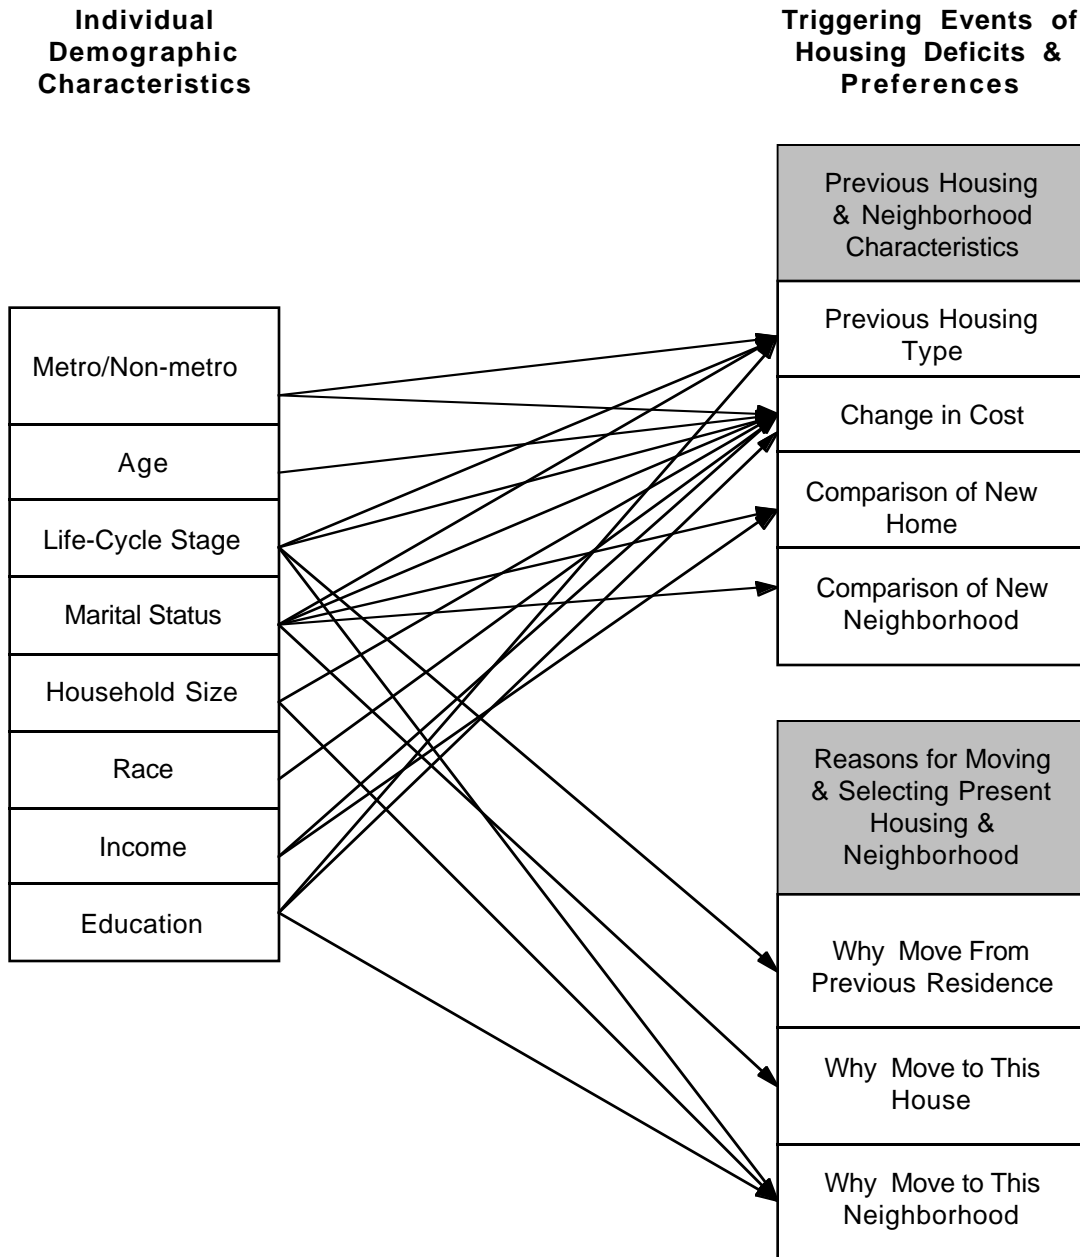 Individual
Demographic
Characteristics
Triggering Events of
Housing Deficits &
Preferences
Metro/Non-metro
Age
Life-Cycle Stage
Marital Status
Household Size
Race
Income
Education
Previous Housing
& Neighborhood
Characteristics
Previous Housing
Type
Change in Cost
Comparison of New
Home
Comparison of New
Neighborhood
Reasons for Moving
& Selecting Present
Housing &
Neighborhood
Why Move From
Previous Residence
Why Move to This
House
Why Move to This
Neighborhood